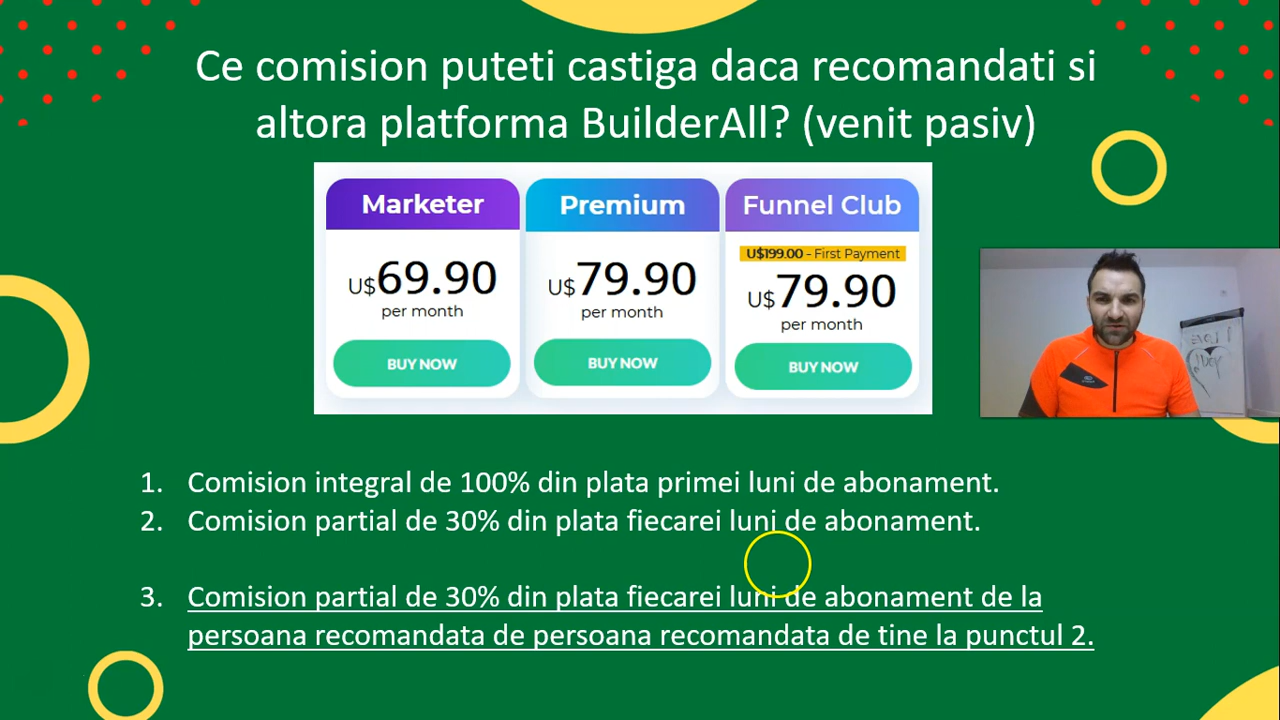 Ce comision puteti castiga daca recomandati si
altora platforma BuilderAll? (venit pasiv)
Marketer
U$69.90
per month
BUY NOW
Premium
U$79.90
per month
BUY NOW
Funnel Club
U$199.00 - First Payment
U$79.90
per month
BUY NOW
1. Comision integral de 100% din plata primei luni de abonament.
2. Comision partial de 30% din plata fiecarei luni de abonament.
3. Comision partial de 30% din plata fiecarei luni de abonament de la
persoana recomandata de persoana recomandata de tine la punctul 2.